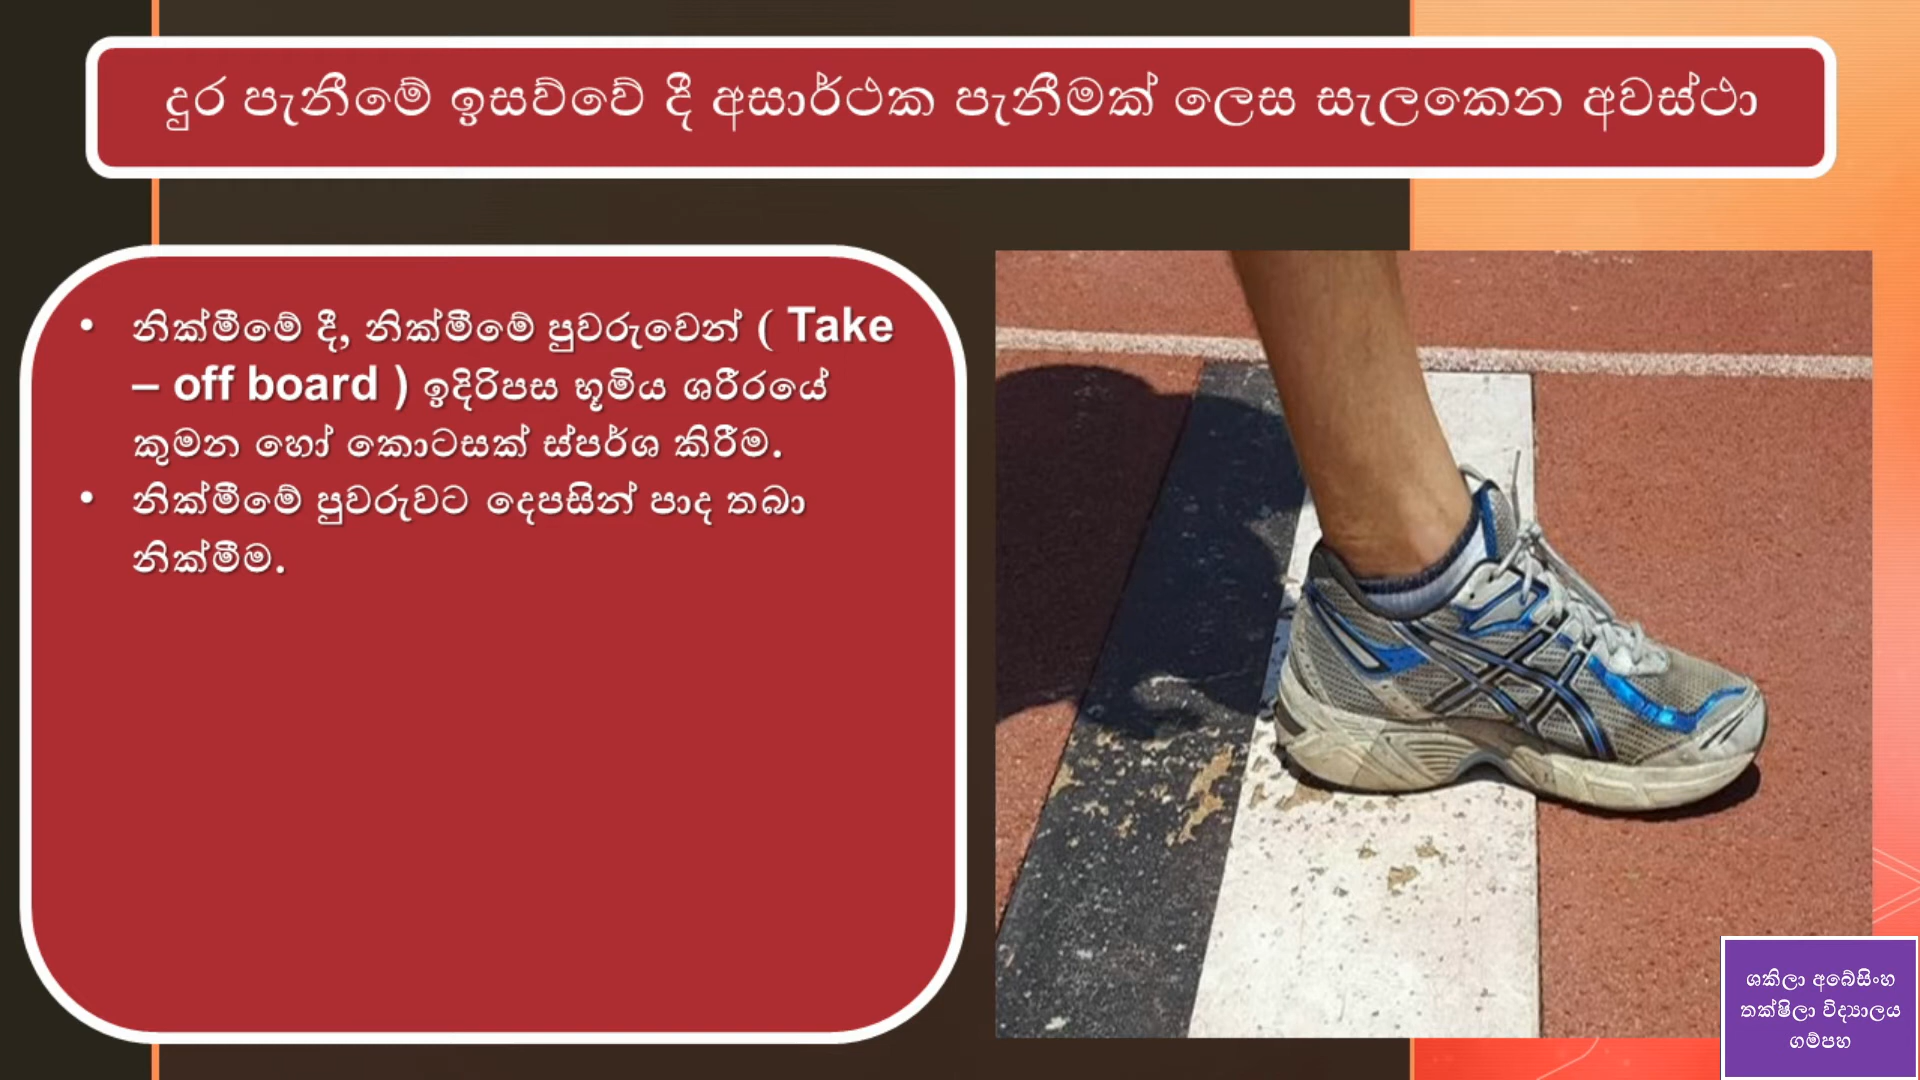 දුර පැනීමේ ඉසව්වේ දී අසාර්ථක පැනීමක් ලෙස සැලකෙන අවස්ථා
• නික්මීමේ දී, නික්මීමේ පුවරුවෙන් ( Take
– off board ) ඉදිරිපස භූමිය ශරීරයේ
කුමන හෝ කොටසක් ස්පර්ශ කිරීම.
• නික්මීමේ පුවරුවට දෙපසින් පාද තබා
නික්මීම.
ශකිලා අබේසිංහ
තක්ෂිලා විද්‍යාලය
ගම්පහ